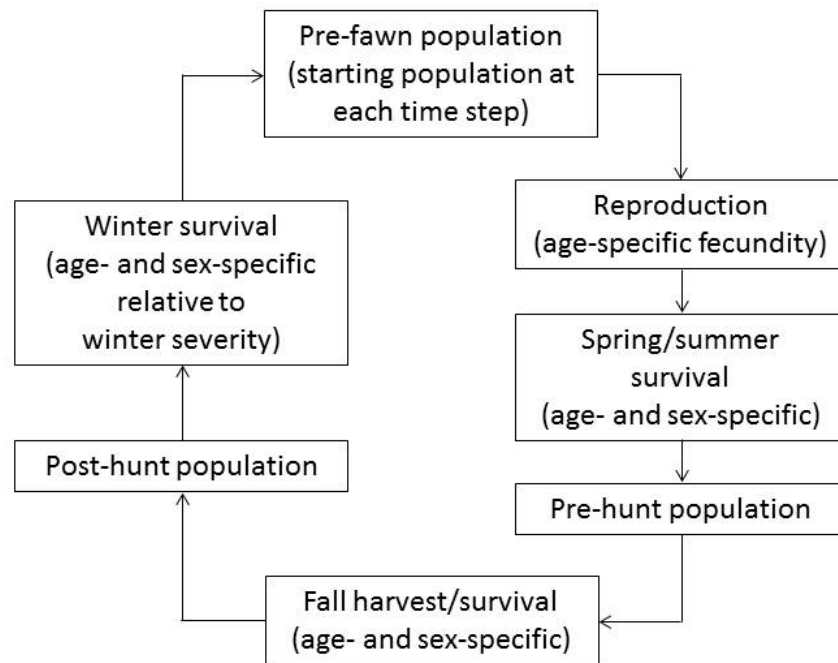 Pre-fawn population
(starting population at
each time step)
Reproduction
(age-specific fecundity)
Spring/summer
survival
(age- and sex-specific)
Pre-hunt population
Fall harvest/survival
(age- and sex-specific)
Post-hunt population
Winter survival
(age- and sex-specific
relative to
winter severity)